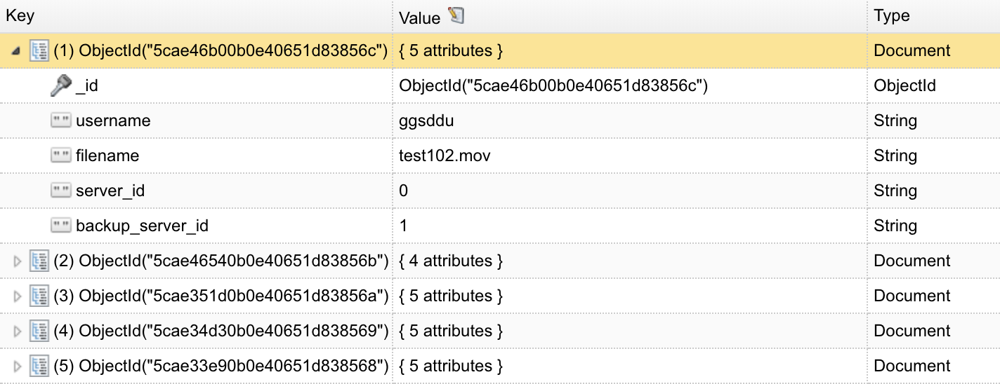 Key Value Type
(1) ObjectId("5cae46b00b0e40651d83856c") { 5 attributes } Document
_id ObjectId("5cae46b00b0e40651d83856c") ObjectId
username ggsddu String
filename test102.mov String
server_id 0 String
backup_server_id 1 String
(2) ObjectId("5cae46540b0e40651d83856b") { 4 attributes } Document
(3) ObjectId("5cae351d0b0e40651d83856a") { 5 attributes } Document
(4) ObjectId("5cae34d30b0e40651d838569") { 5 attributes } Document
(5) ObjectId("5cae33e90b0e40651d838568") { 5 attributes } Document